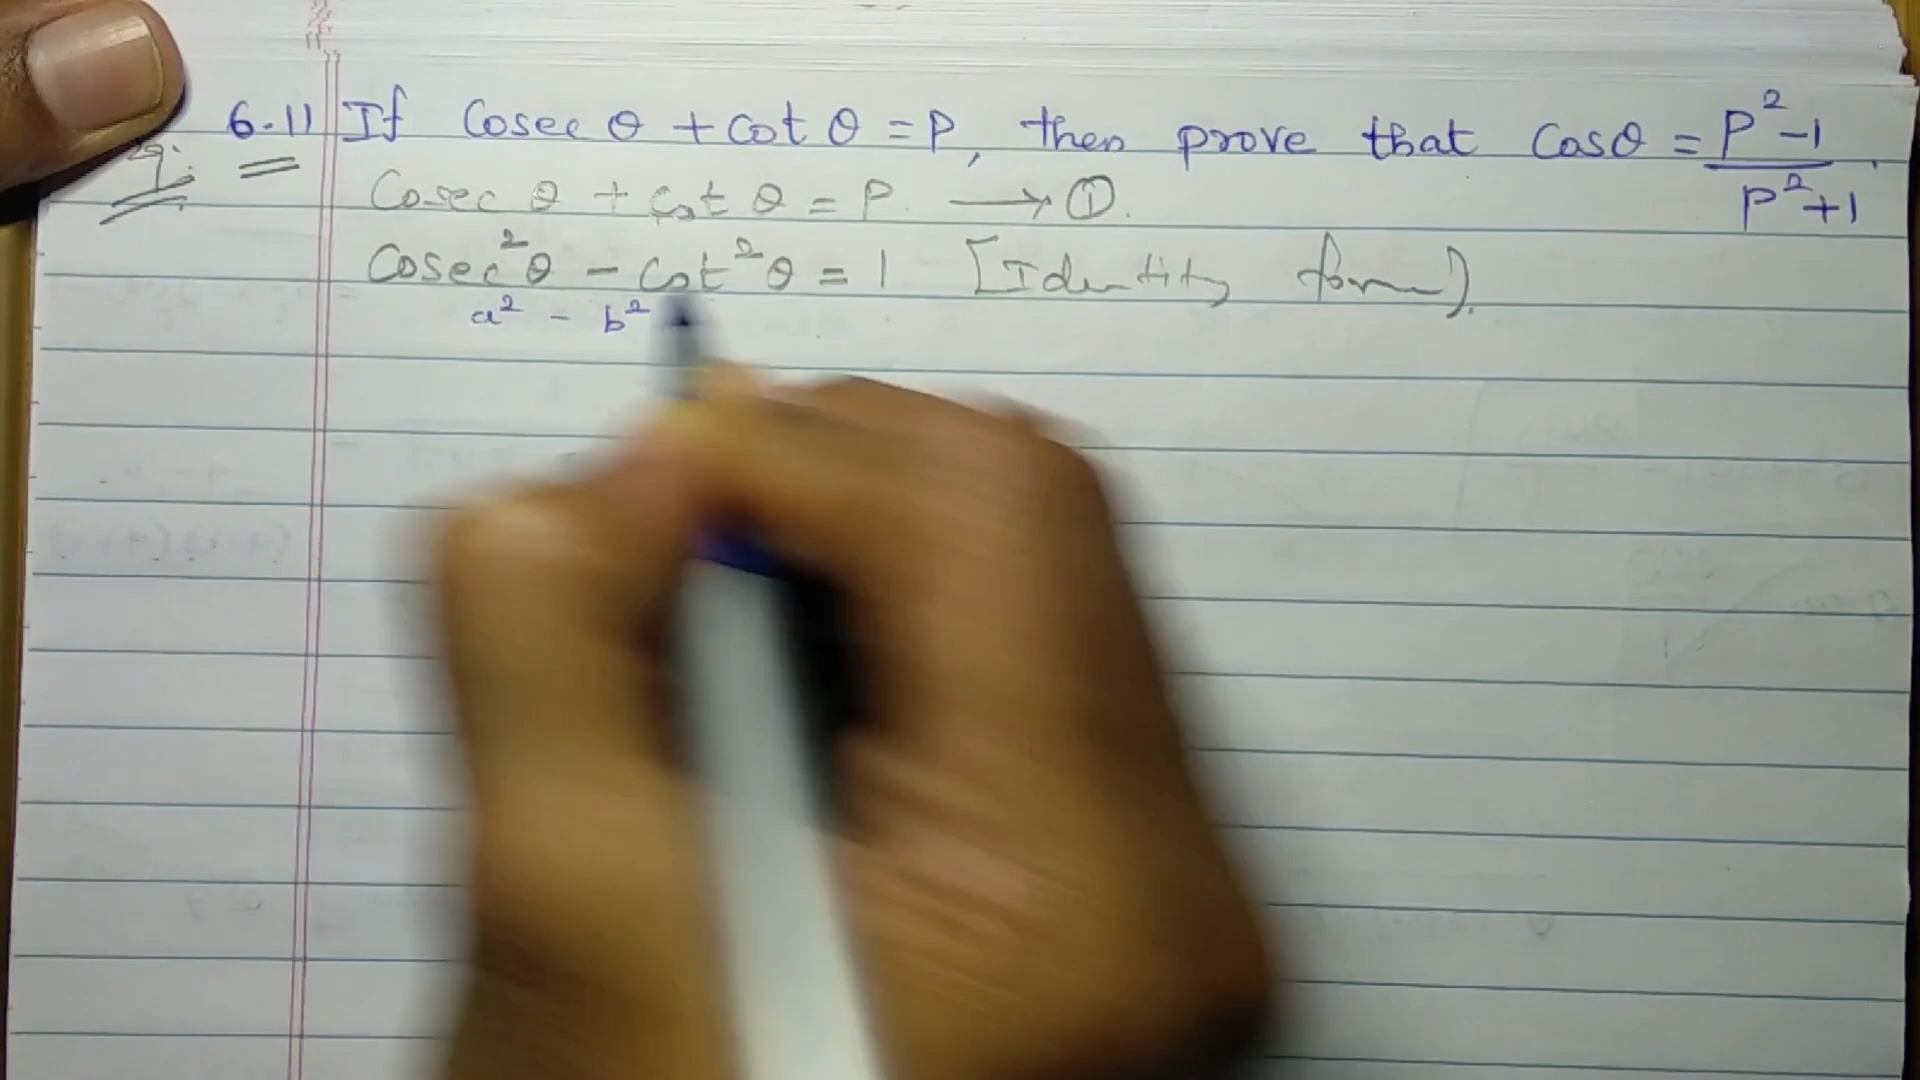 6.11 If Cosec θ + cot θ = P, then prove that Cosθ = P²-1 / P²+1
Cosec θ + cot θ = P. → ①.
Cosec²θ - cot²θ = 1 [Identity form).
a² - b²